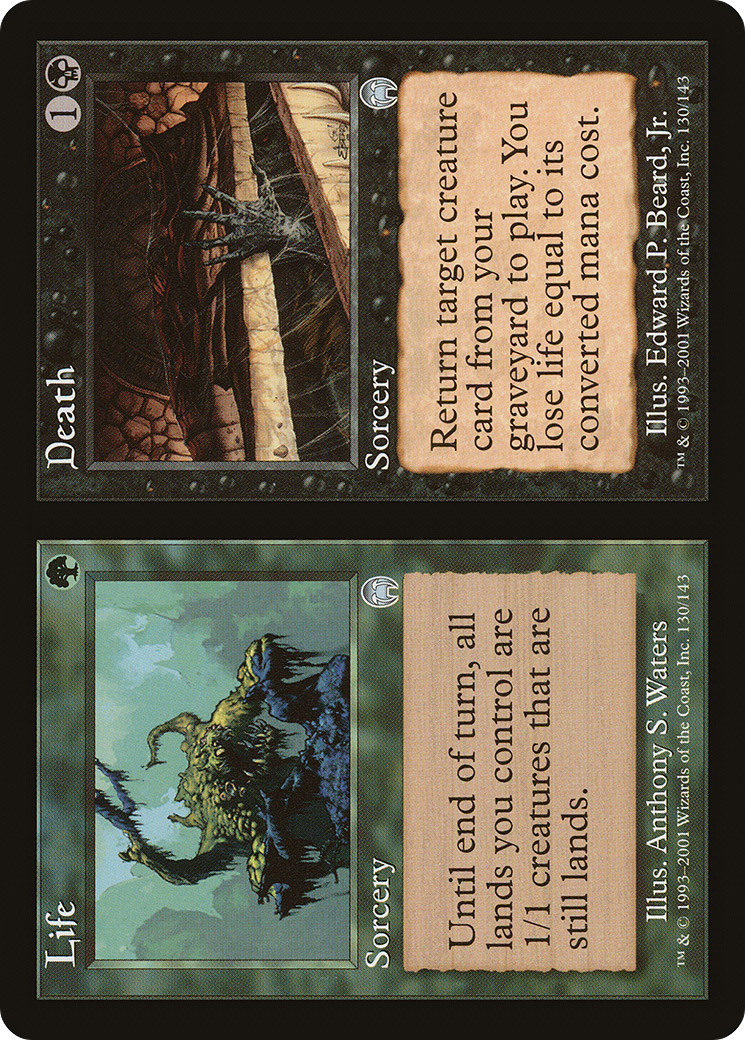 Life
Sorcery
Until end of turn, all
lands you control are
1/1 creatures that are
still lands.
Illus. Anthony S. Waters
™ & © 1993–2001 Wizards of the Coast, Inc. 130/143
Death
1
Sorcery
Return target creature
card from your
graveyard to play. You
lose life equal to its
converted mana cost.
Illus. Edward P. Beard, Jr.
™ & © 1993–2001 Wizards of the Coast, Inc. 130/143